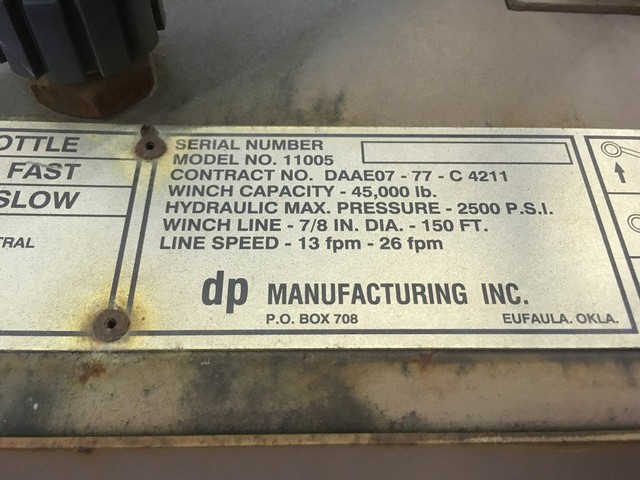 OTTLE
FAST
SLOW
TRAL
SERIAL NUMBER
MODEL NO. 11005
CONTRACT NO. DAAE07 - 77 - C 4211
WINCH CAPACITY - 45,000 lb.
HYDRAULIC MAX. PRESSURE - 2500 P.S.I.
WINCH LINE - 7/8 IN. DIA. - 150 FT.
LINE SPEED - 13 fpm - 26 fpm
dp MANUFACTURING INC.
P.O. BOX 708 EUFAULA. OKLA.